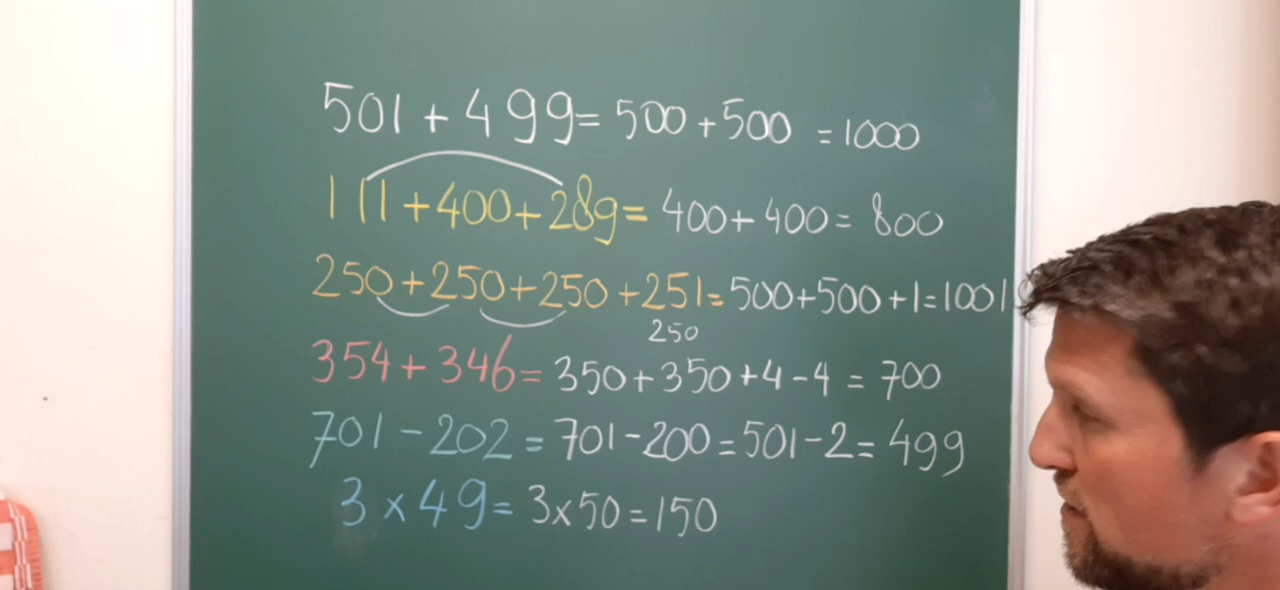 501 + 499 = 500 + 500 = 1000
111 + 400 + 289 = 400 + 400 = 800
250 + 250 + 250 + 251 = 500 + 500 + 1 = 1001
250
354 + 346 = 350 + 350 + 4 - 4 = 700
701 - 202 = 701 - 200 = 501 - 2 = 499
3 x 49 = 3 x 50 = 150